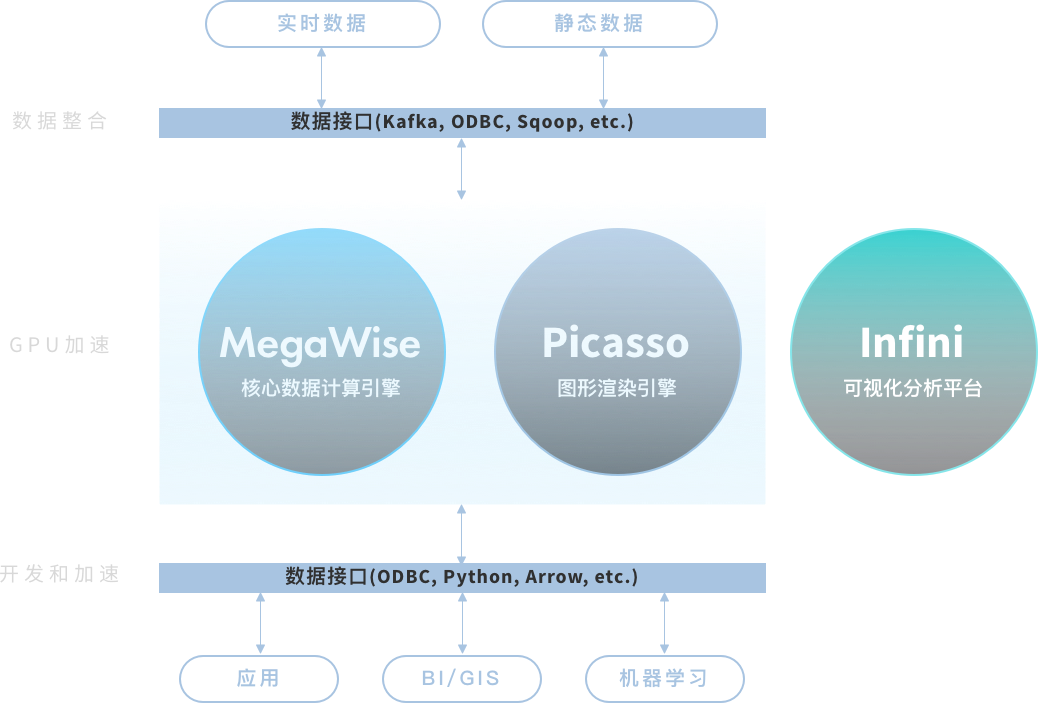 实时数据
静态数据
数据整合
数据接口(Kafka, ODBC, Sqoop, etc.)
GPU加速
MegaWise
核心数据计算引擎
Picasso
图形渲染引擎
Infini
可视化分析平台
开发和加速
数据接口(ODBC, Python, Arrow, etc.)
应用
BI/GIS
机器学习